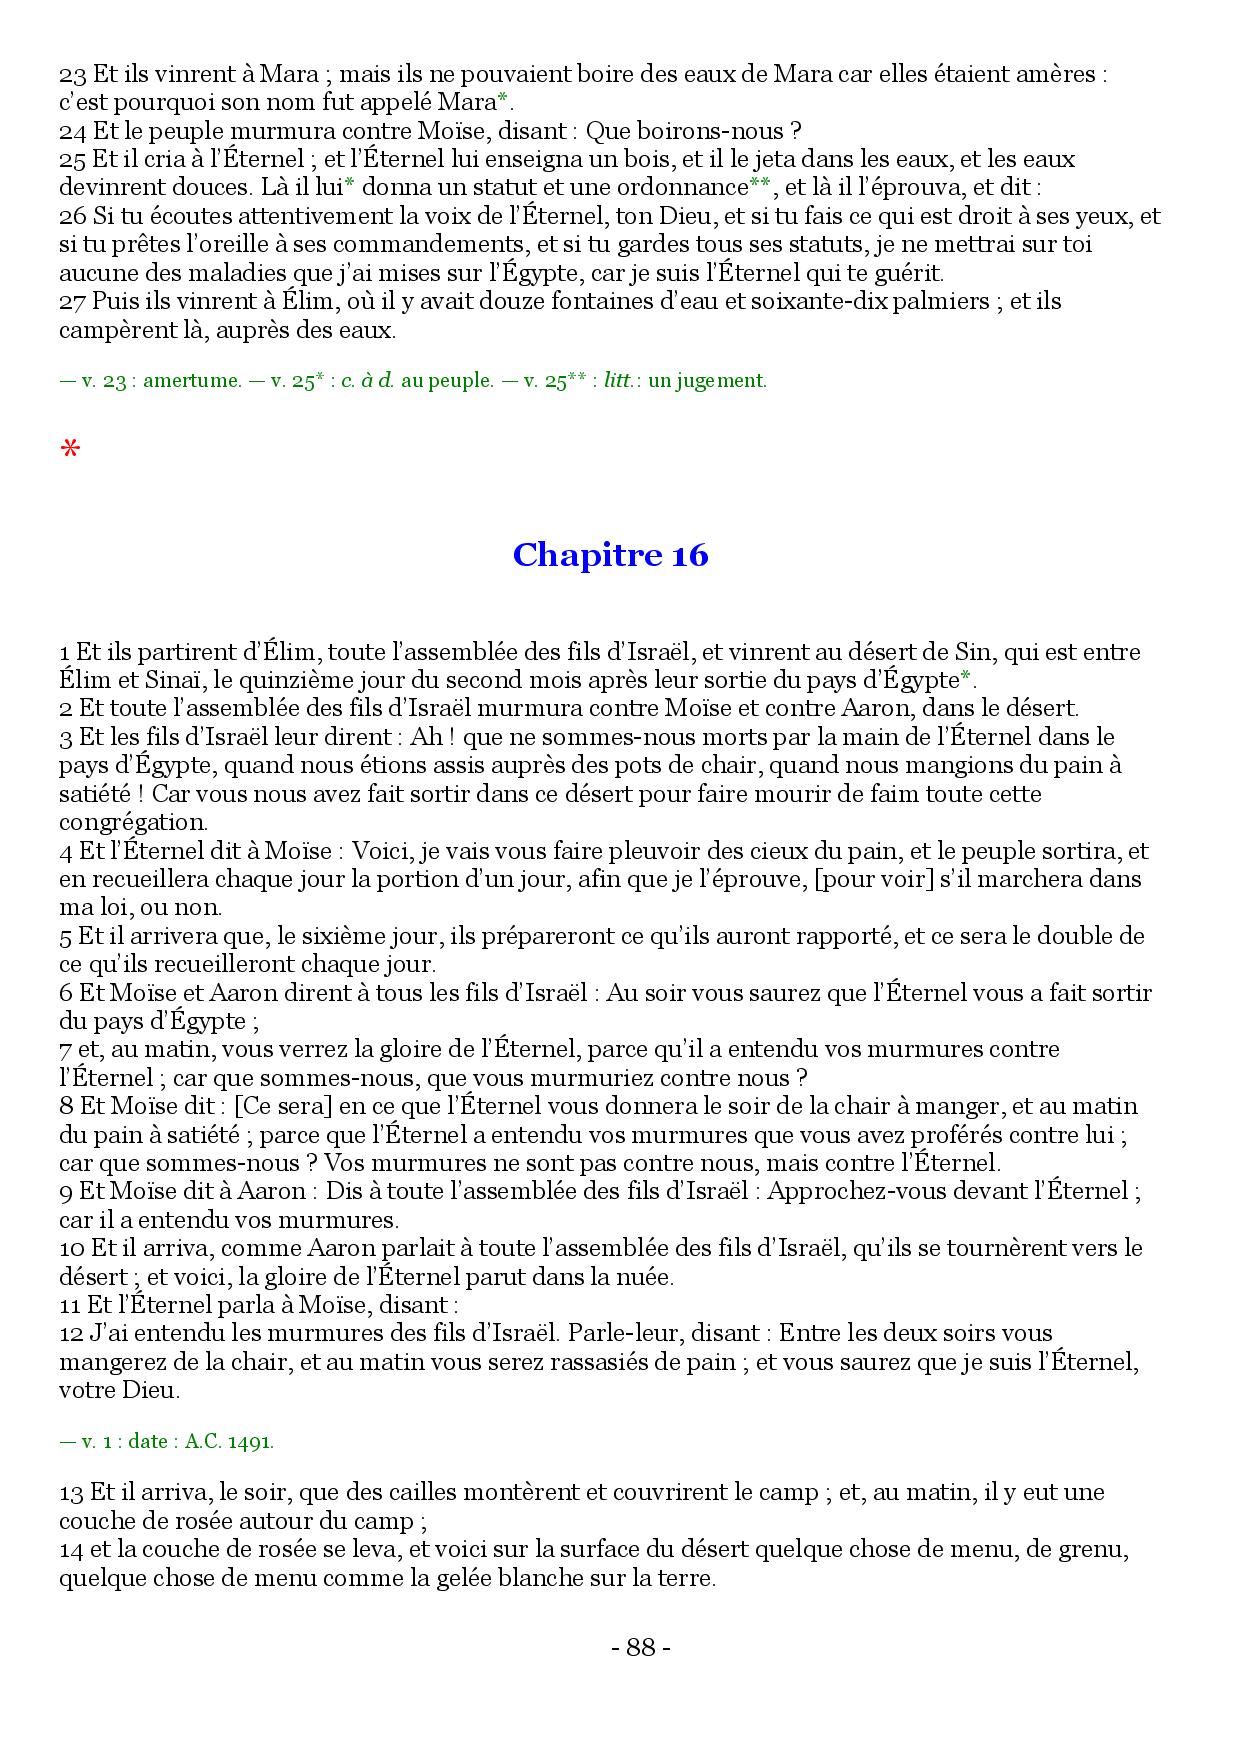 23 Et ils vinrent à Mara ; mais ils ne pouvaient boire des eaux de Mara car elles étaient amères :
c’est pourquoi son nom fut appelé Mara*.
24 Et le peuple murmura contre Moïse, disant : Que boirons-nous ?
25 Et il cria à l’Éternel ; et l’Éternel lui enseigna un bois, et il le jeta dans les eaux, et les eaux
devinrent douces. Là il lui* donna un statut et une ordonnance**, et là il l’éprouva, et dit :
26 Si tu écoutes attentivement la voix de l’Éternel, ton Dieu, et si tu fais ce qui est droit à ses yeux, et
si tu prêtes l’oreille à ses commandements, et si tu gardes tous ses statuts, je ne mettrai sur toi
aucune des maladies que j’ai mises sur l’Égypte, car je suis l’Éternel qui te guérit.
27 Puis ils vinrent à Élim, où il y avait douze fontaines d’eau et soixante-dix palmiers ; et ils
campèrent là, auprès des eaux.
— v. 23 : amertume. — v. 25* : c. à d. au peuple. — v. 25** : litt.: un jugement.
*
Chapitre 16
1 Et ils partirent d’Élim, toute l’assemblée des fils d’Israël, et vinrent au désert de Sin, qui est entre
Élim et Sinaï, le quinzième jour du second mois après leur sortie du pays d’Égypte*.
2 Et toute l’assemblée des fils d’Israël murmura contre Moïse et contre Aaron, dans le désert.
3 Et les fils d’Israël leur dirent : Ah ! que ne sommes-nous morts par la main de l’Éternel dans le
pays d’Égypte, quand nous étions assis auprès des pots de chair, quand nous mangions du pain à
satiété ! Car vous nous avez fait sortir dans ce désert pour faire mourir de faim toute cette
congrégation.
4 Et l’Éternel dit à Moïse : Voici, je vais vous faire pleuvoir des cieux du pain, et le peuple sortira, et
en recueillera chaque jour la portion d’un jour, afin que je l’éprouve, [pour voir] s’il marchera dans
ma loi, ou non.
5 Et il arrivera que, le sixième jour, ils prépareront ce qu’ils auront rapporté, et ce sera le double de
ce qu’ils recueilleront chaque jour.
6 Et Moïse et Aaron dirent à tous les fils d’Israël : Au soir vous saurez que l’Éternel vous a fait sortir
du pays d’Égypte ;
7 et, au matin, vous verrez la gloire de l’Éternel, parce qu’il a entendu vos murmures contre
l’Éternel ; car que sommes-nous, que vous murmuriez contre nous ?
8 Et Moïse dit : [Ce sera] en ce que l’Éternel vous donnera le soir de la chair à manger, et au matin
du pain à satiété ; parce que l’Éternel a entendu vos murmures que vous avez proférés contre lui ;
car que sommes-nous ? Vos murmures ne sont pas contre nous, mais contre l’Éternel.
9 Et Moïse dit à Aaron : Dis à toute l’assemblée des fils d’Israël : Approchez-vous devant l’Éternel ;
car il a entendu vos murmures.
10 Et il arriva, comme Aaron parlait à toute l’assemblée des fils d’Israël, qu’ils se tournèrent vers le
désert ; et voici, la gloire de l’Éternel parut dans la nuée.
11 Et l’Éternel parla à Moïse, disant :
12 J’ai entendu les murmures des fils d’Israël. Parle-leur, disant : Entre les deux soirs vous
mangerez de la chair, et au matin vous serez rassasiés de pain ; et vous saurez que je suis l’Éternel,
votre Dieu.
— v. 1 : date : A.C. 1491.
13 Et il arriva, le soir, que des cailles montèrent et couvrirent le camp ; et, au matin, il y eut une
couche de rosée autour du camp ;
14 et la couche de rosée se leva, et voici sur la surface du désert quelque chose de menu, de grenu,
quelque chose de menu comme la gelée blanche sur la terre.
- 88 -